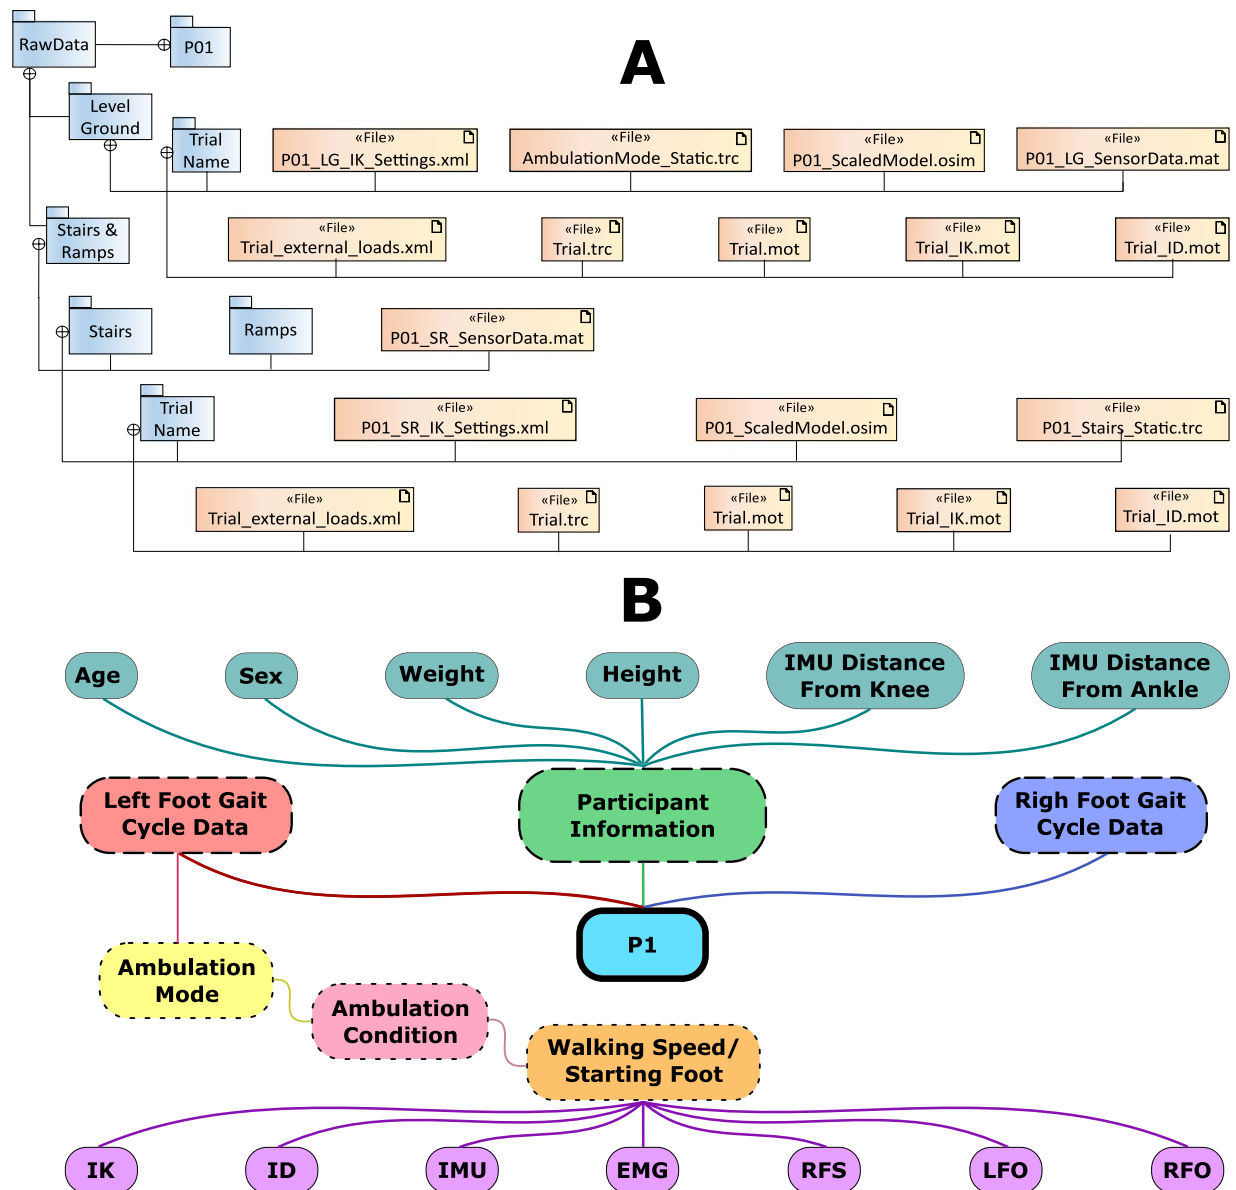 A
RawData
P01
Level
Ground
Trial
Name
«File»
P01_LG_IK_Settings.xml
«File»
AmbulationMode_Static.trc
«File»
P01_ScaledModel.osim
«File»
P01_LG_SensorData.mat
Stairs &
Ramps
«File»
Trial_external_loads.xml
«File»
Trial.trc
«File»
Trial.mot
«File»
Trial_IK.mot
«File»
Trial_ID.mot
Stairs
Ramps
«File»
P01_SR_SensorData.mat
Trial
Name
«File»
P01_SR_IK_Settings.xml
«File»
P01_ScaledModel.osim
«File»
P01_Stairs_Static.trc
«File»
Trial_external_loads.xml
«File»
Trial.trc
«File»
Trial.mot
«File»
Trial_IK.mot
«File»
Trial_ID.mot
B
Age
Sex
Weight
Height
IMU Distance
From Knee
IMU Distance
From Ankle
Left Foot Gait
Cycle Data
Participant
Information
Righ Foot Gait
Cycle Data
P1
Ambulation
Mode
Ambulation
Condition
Walking Speed/
Starting Foot
IK
ID
IMU
EMG
RFS
LFO
RFO